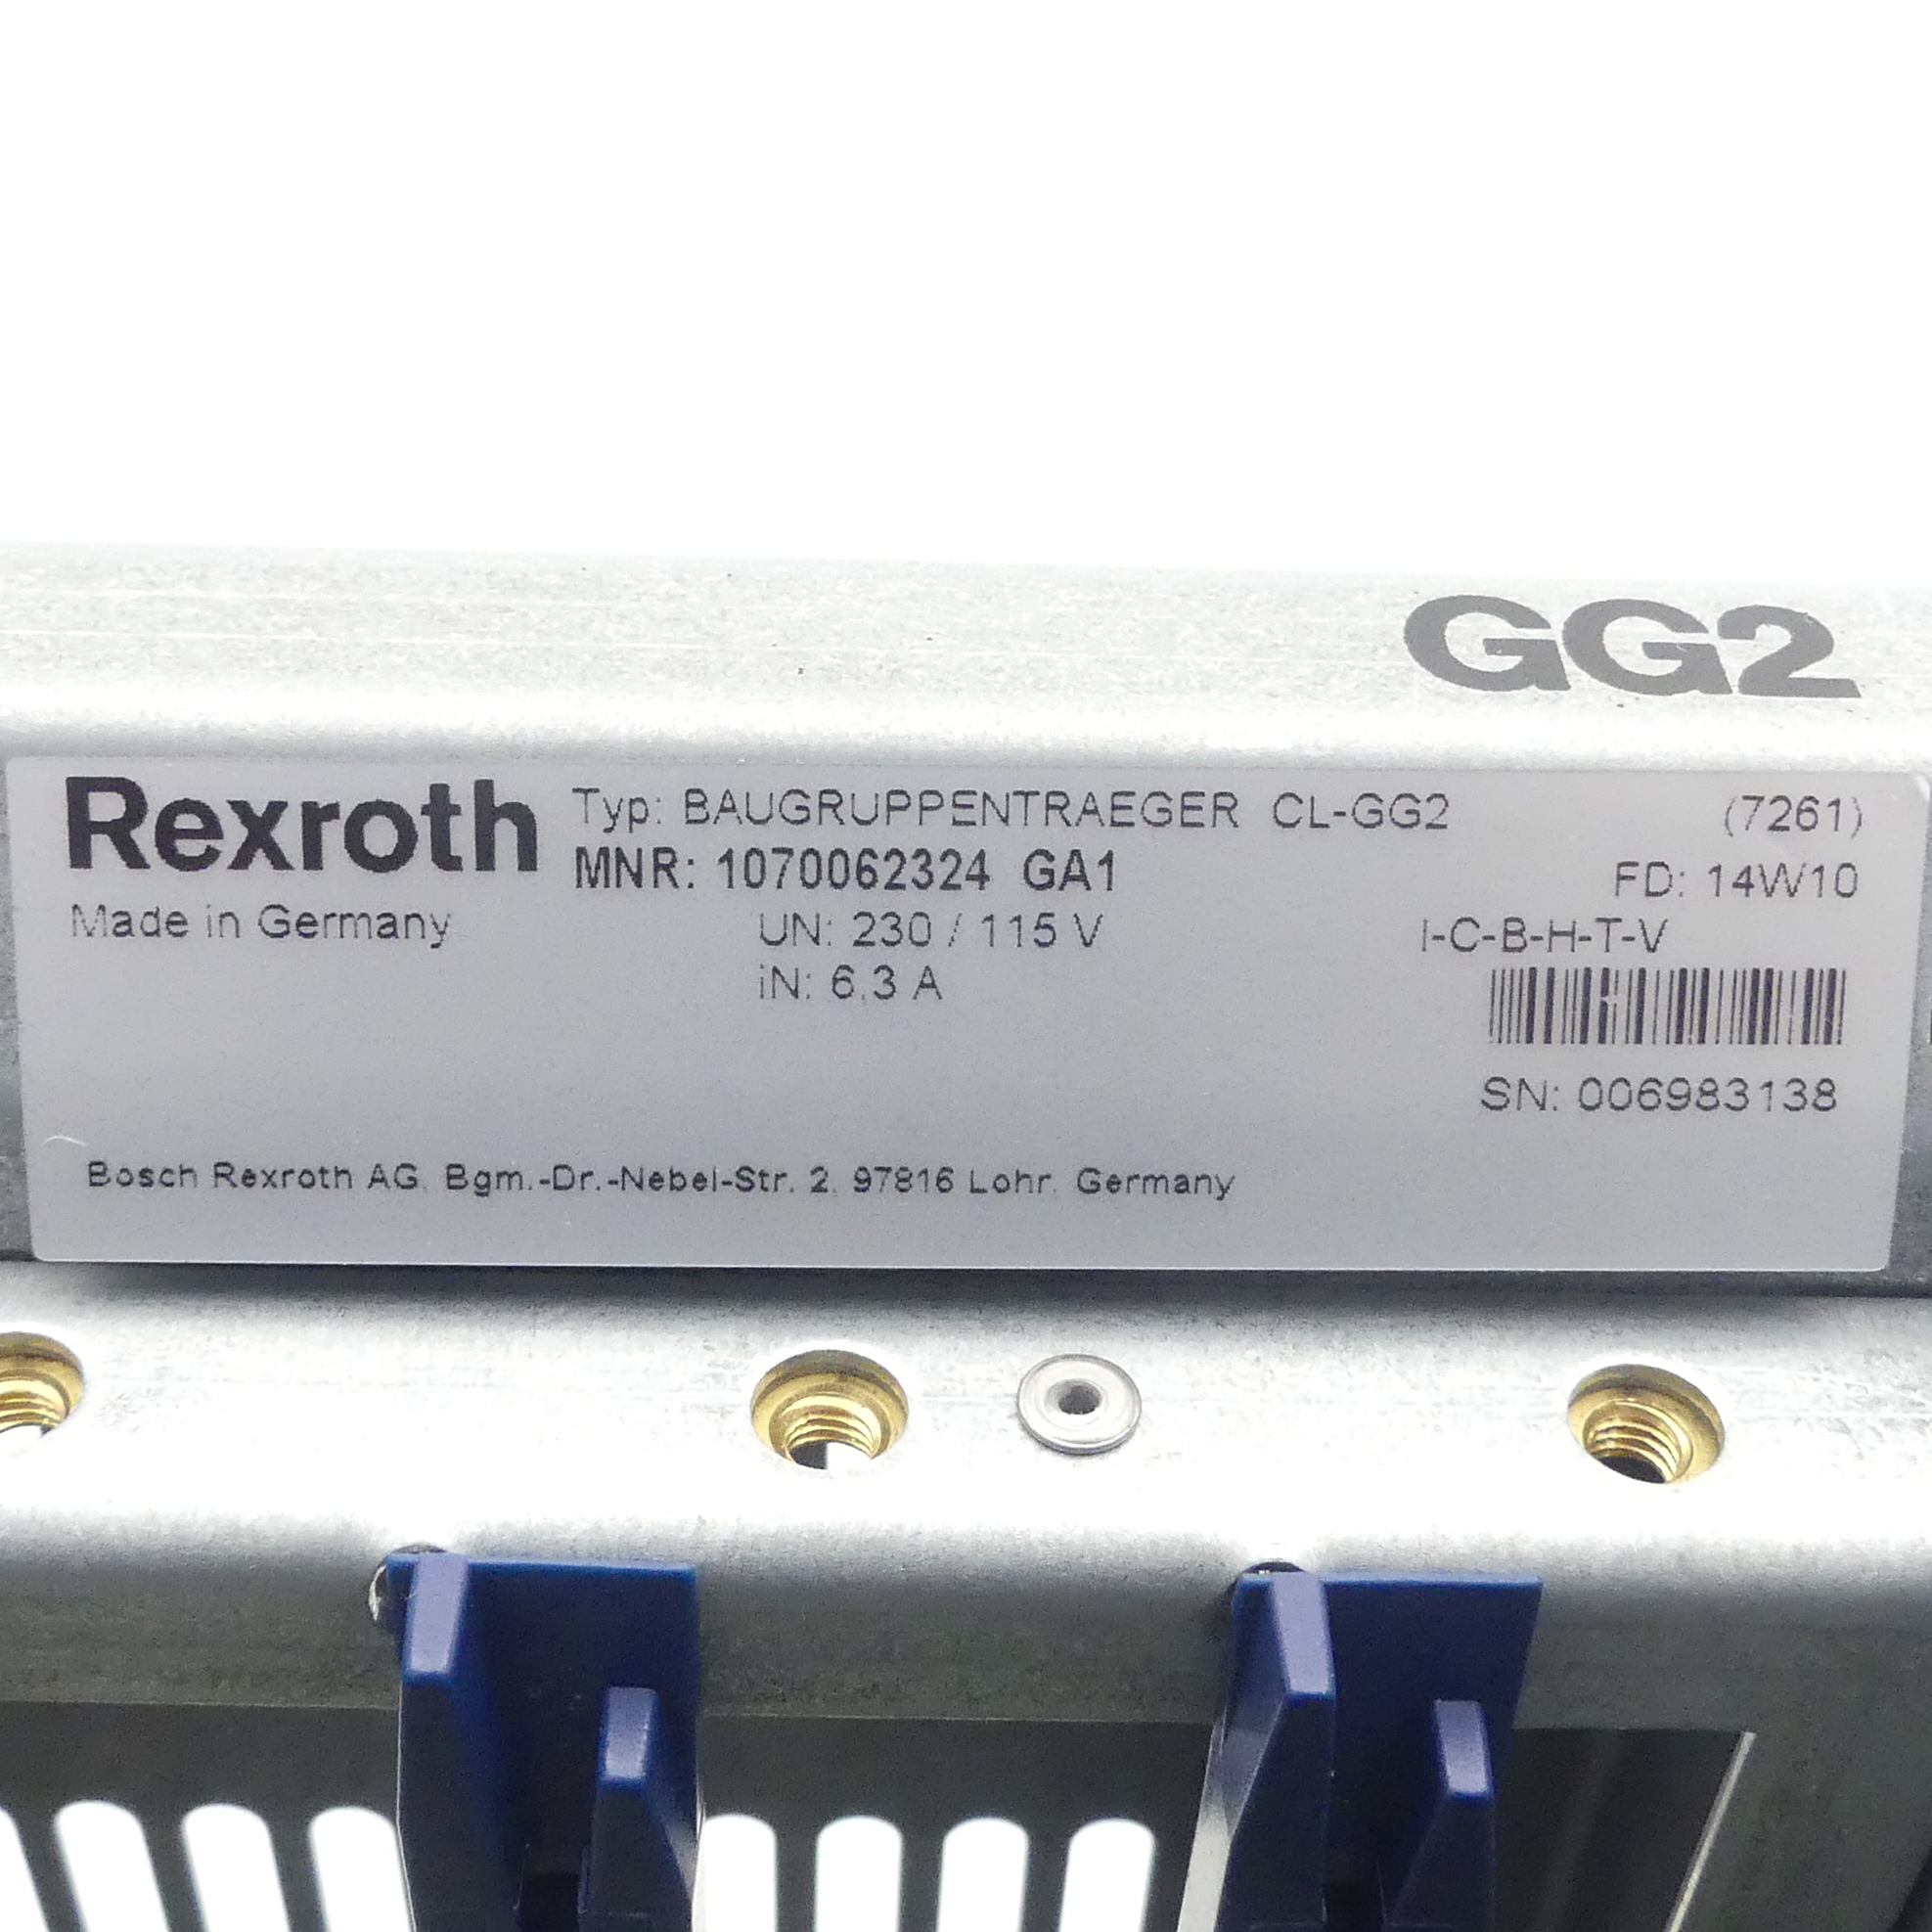 GG2
Rexroth
Typ: BAUGRUPPENTRAEGER CL-GG2 (7261)
MNR: 1070062324 GA1 FD: 14W10
Made in Germany UN: 230 / 115 V I-C-B-H-T-V
iN: 6,3 A
SN: 006983138
Bosch Rexroth AG, Bgm.-Dr.-Nebel-Str. 2, 97816 Lohr, Germany